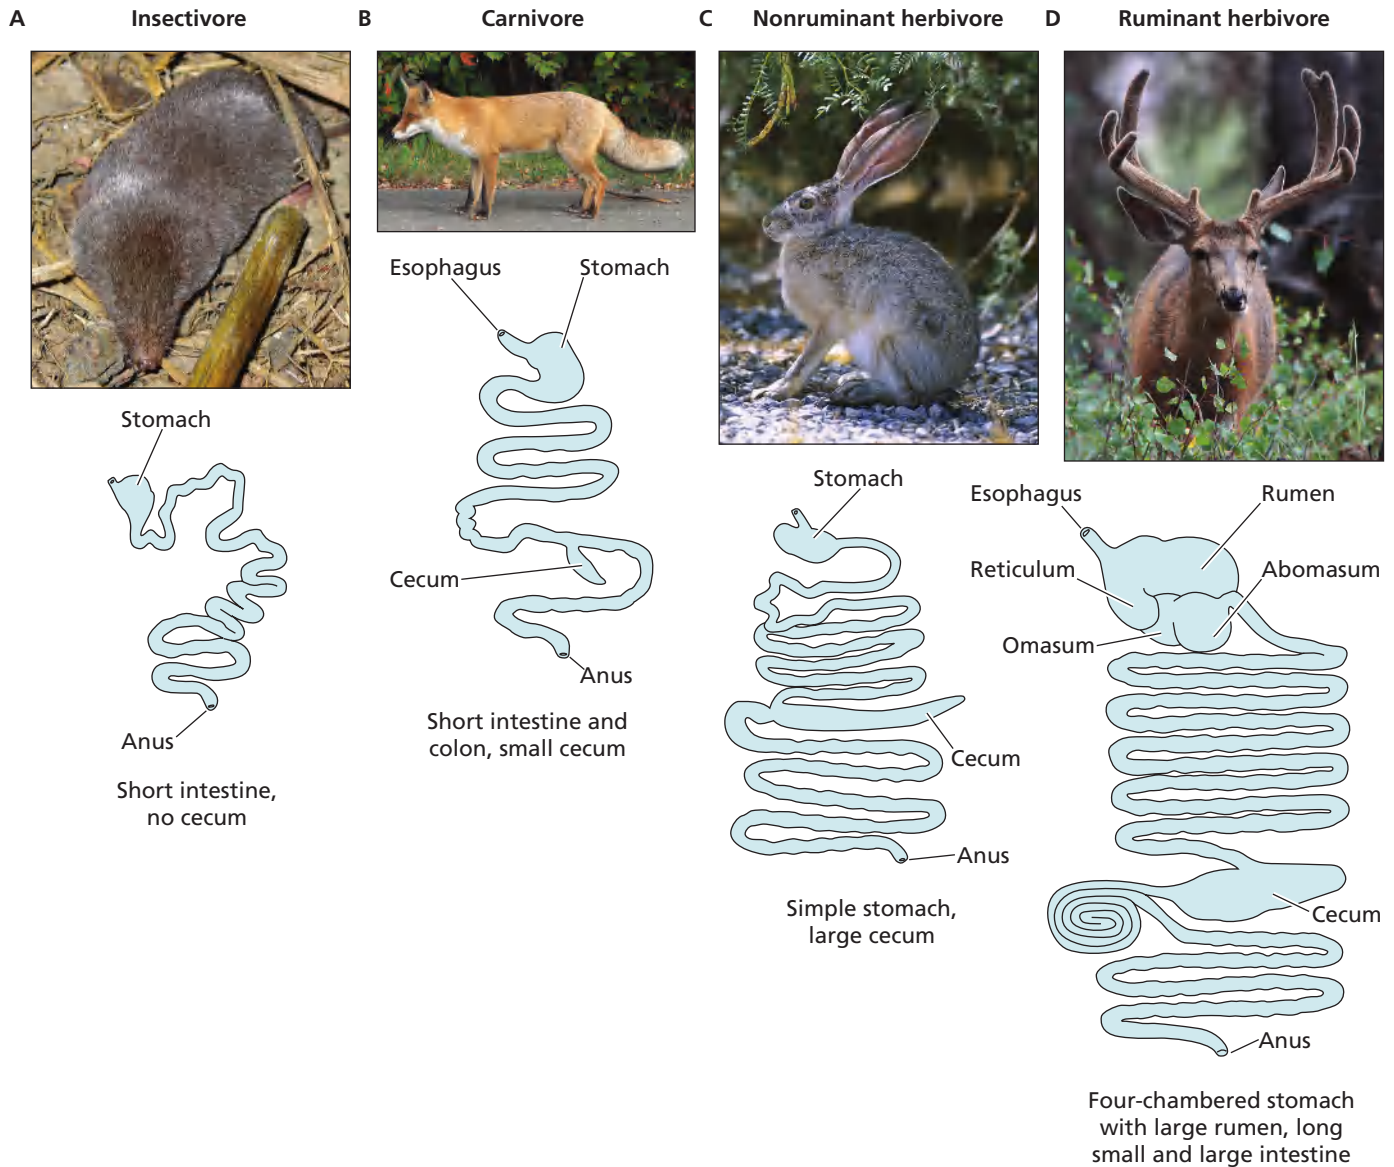 A Insectivore
B Carnivore
C Nonruminant herbivore
D Ruminant herbivore
Stomach
Anus
Short intestine,
no cecum
Esophagus
Stomach
Cecum
Anus
Short intestine and
colon, small cecum
Stomach
Cecum
Anus
Simple stomach,
large cecum
Esophagus
Rumen
Reticulum
Abomasum
Omasum
Cecum
Anus
Four-chambered stomach
with large rumen, long
small and large intestine